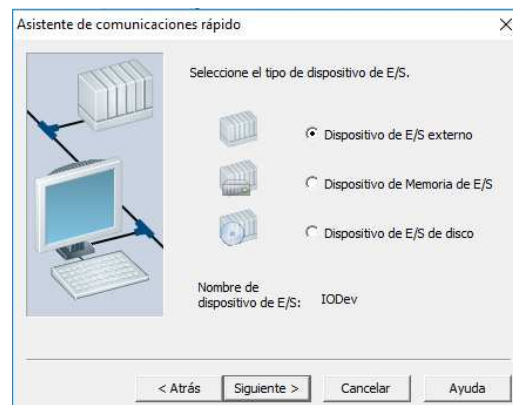 Asistente de comunicaciones rápido
Seleccione el tipo de dispositivo de E/S.
Dispositivo de E/S externo
Dispositivo de Memoria de E/S
Dispositivo de E/S de disco
Nombre de
dispositivo de E/S: IODev
< Atrás Siguiente > Cancelar Ayuda